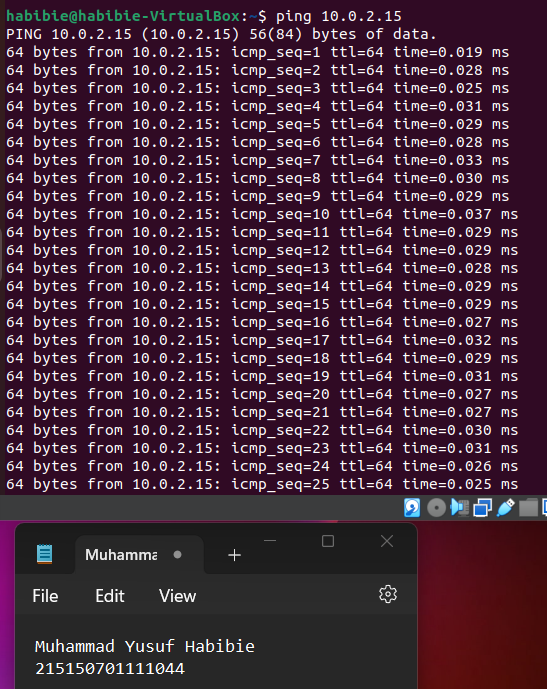 habibie@habibie-VirtualBox:~$ ping 10.0.2.15
PING 10.0.2.15 (10.0.2.15) 56(84) bytes of data.
64 bytes from 10.0.2.15: icmp_seq=1 ttl=64 time=0.019 ms
64 bytes from 10.0.2.15: icmp_seq=2 ttl=64 time=0.028 ms
64 bytes from 10.0.2.15: icmp_seq=3 ttl=64 time=0.025 ms
64 bytes from 10.0.2.15: icmp_seq=4 ttl=64 time=0.031 ms
64 bytes from 10.0.2.15: icmp_seq=5 ttl=64 time=0.029 ms
64 bytes from 10.0.2.15: icmp_seq=6 ttl=64 time=0.028 ms
64 bytes from 10.0.2.15: icmp_seq=7 ttl=64 time=0.033 ms
64 bytes from 10.0.2.15: icmp_seq=8 ttl=64 time=0.030 ms
64 bytes from 10.0.2.15: icmp_seq=9 ttl=64 time=0.029 ms
64 bytes from 10.0.2.15: icmp_seq=10 ttl=64 time=0.037 ms
64 bytes from 10.0.2.15: icmp_seq=11 ttl=64 time=0.029 ms
64 bytes from 10.0.2.15: icmp_seq=12 ttl=64 time=0.029 ms
64 bytes from 10.0.2.15: icmp_seq=13 ttl=64 time=0.028 ms
64 bytes from 10.0.2.15: icmp_seq=14 ttl=64 time=0.029 ms
64 bytes from 10.0.2.15: icmp_seq=15 ttl=64 time=0.029 ms
64 bytes from 10.0.2.15: icmp_seq=16 ttl=64 time=0.027 ms
64 bytes from 10.0.2.15: icmp_seq=17 ttl=64 time=0.032 ms
64 bytes from 10.0.2.15: icmp_seq=18 ttl=64 time=0.029 ms
64 bytes from 10.0.2.15: icmp_seq=19 ttl=64 time=0.031 ms
64 bytes from 10.0.2.15: icmp_seq=20 ttl=64 time=0.027 ms
64 bytes from 10.0.2.15: icmp_seq=21 ttl=64 time=0.027 ms
64 bytes from 10.0.2.15: icmp_seq=22 ttl=64 time=0.030 ms
64 bytes from 10.0.2.15: icmp_seq=23 ttl=64 time=0.031 ms
64 bytes from 10.0.2.15: icmp_seq=24 ttl=64 time=0.026 ms
64 bytes from 10.0.2.15: icmp_seq=25 ttl=64 time=0.025 ms
Muhamma
File Edit View
Muhammad Yusuf Habibie
215150701111044